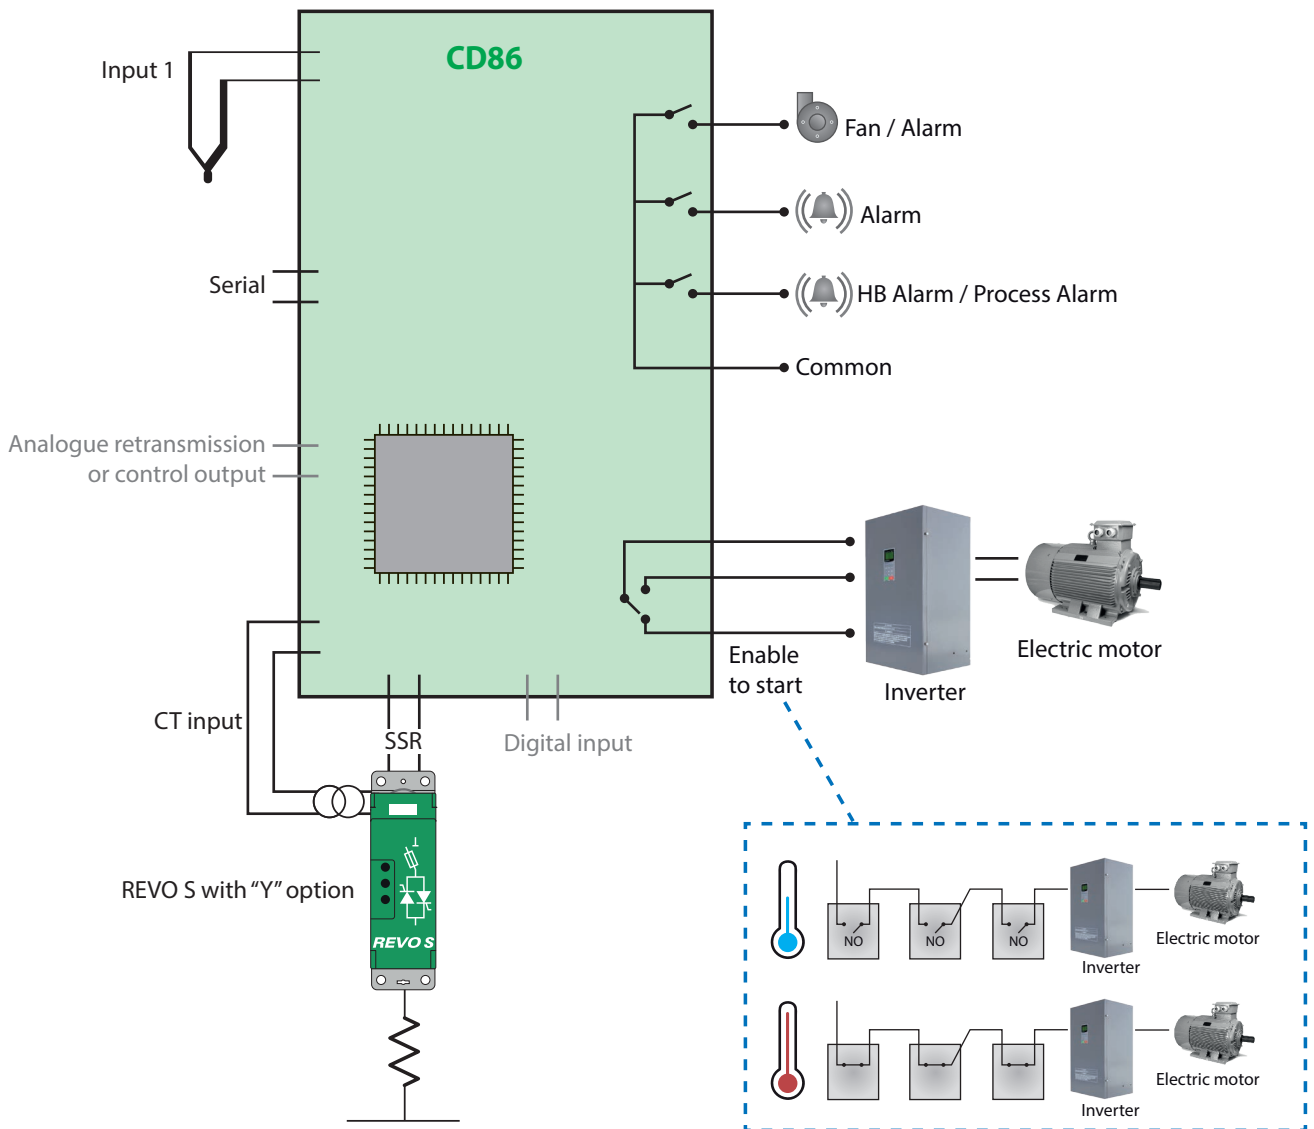 CD86
Input 1
Fan / Alarm
Alarm
Serial
HB Alarm / Process Alarm
Common
Analogue retransmission
or control output
Enable
to start
Electric motor
Inverter
CT input
SSR
Digital input
REVO S with “Y” option
REVO S
NO
NO
NO
Electric motor
Inverter
Electric motor
Inverter